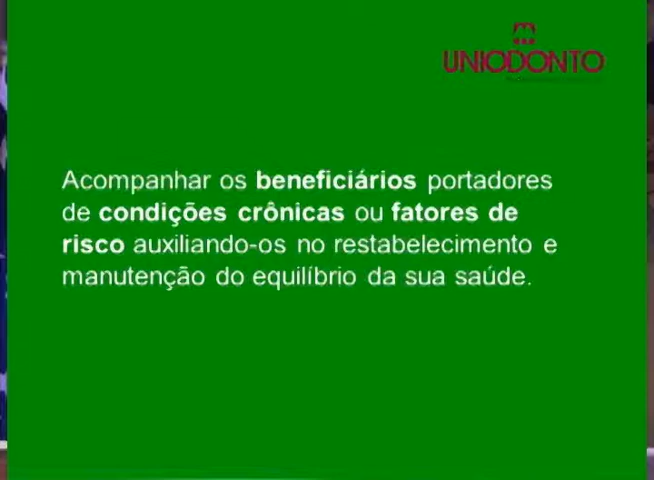 UNIODONTO
Acompanhar os beneficiários portadores
de condições crônicas ou fatores de
risco auxiliando-os no restabelecimento e
manutenção do equilíbrio da sua saúde.